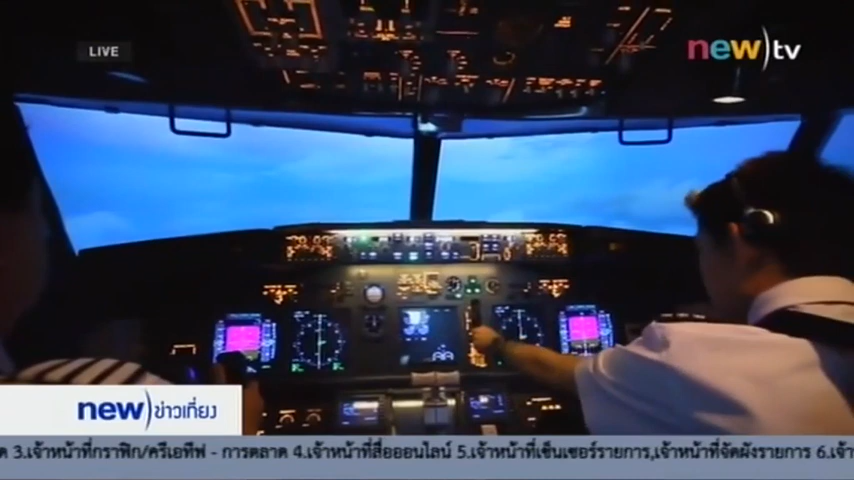 LIVE
new)tv
new)ข่าวเที่ยง
ด 3.เจ้าหน้าที่กราฟิก/ครีเอทีฟ - การตลาด 4.เจ้าหน้าที่สื่อออนไลน์ 5.เจ้าหน้าที่เซ็นเซอร์รายการ,เจ้าหน้าที่จัดผังรายการ 6.เจ้า